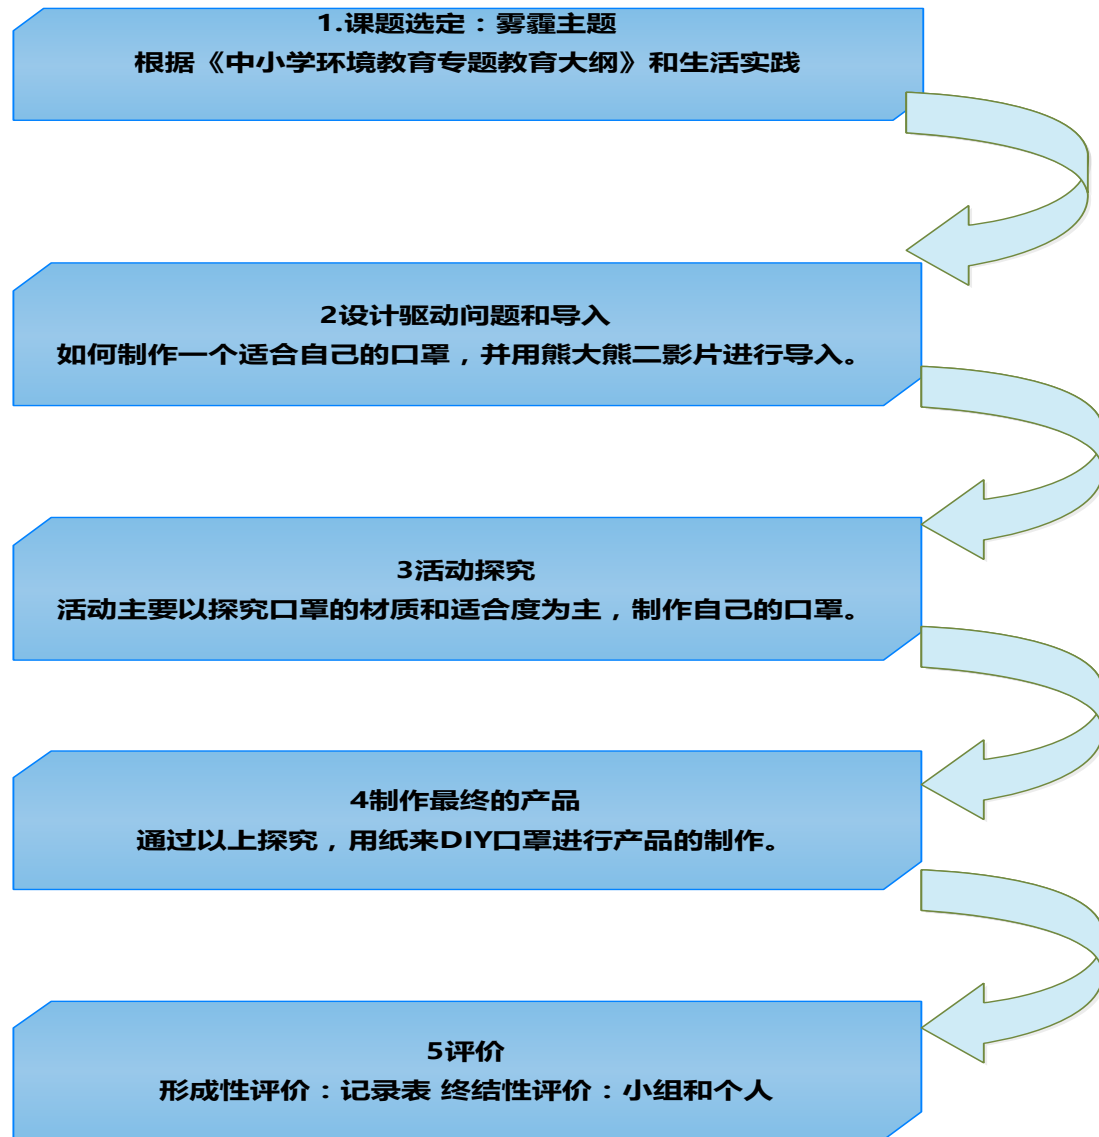 1.课题选定：雾霾主题
根据《中小学环境教育专题教育大纲》和生活实践
2设计驱动问题和导入
如何制作一个适合自己的口罩，并用熊大熊二影片进行导入。
3活动探究
活动主要以探究口罩的材质和适合度为主，制作自己的口罩。
4制作最终的产品
通过以上探究，用纸来DIY口罩进行产品的制作。
5评价
形成性评价：记录表 终结性评价：小组和个人